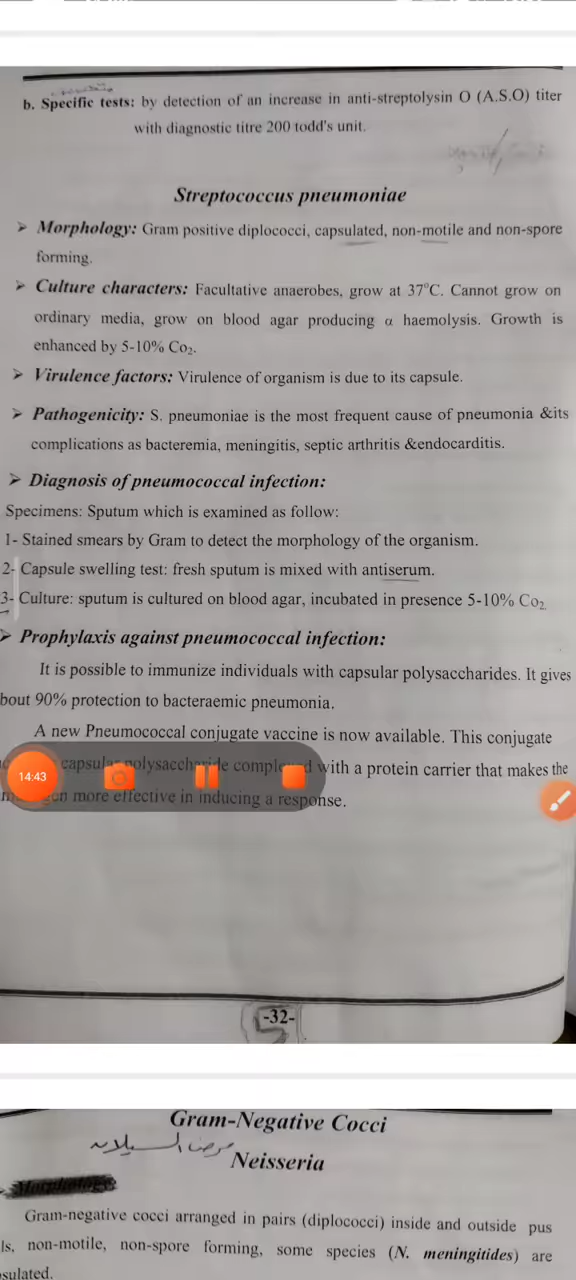 b. Specific tests: by detection of an increase in anti-streptolysin O (A.S.O) titer
with diagnostic titre 200 todd's unit.
Streptococcus pneumoniae
➤ Morphology: Gram positive diplococci, capsulated, non-motile and non-spore
forming.
➤ Culture characters: Facultative anaerobes, grow at 37°C. Cannot grow on
ordinary media, grow on blood agar producing α haemolysis. Growth is
enhanced by 5-10% Co₂.
➤ Virulence factors: Virulence of organism is due to its capsule.
➤ Pathogenicity: S. pneumoniae is the most frequent cause of pneumonia &its
complications as bacteremia, meningitis, septic arthritis &endocarditis.
➤ Diagnosis of pneumococcal infection:
Specimens: Sputum which is examined as follow:
1- Stained smears by Gram to detect the morphology of the organism.
2- Capsule swelling test: fresh sputum is mixed with antiserum.
3- Culture: sputum is cultured on blood agar, incubated in presence 5-10% Co₂.
➤ Prophylaxis against pneumococcal infection:
It is possible to immunize individuals with capsular polysaccharides. It gives
bout 90% protection to bacteraemic pneumonia.
A new Pneumococcal conjugate vaccine is now available. This conjugate
capsular polysaccharide with a protein carrier that makes the
14:43
more effective in inducing a response.
-32-
Gram-Negative Cocci
مرض السيلان
Neisseria
Morphology
Gram-negative cocci arranged in pairs (diplococci) inside and outside pus
ls, non-motile, non-spore forming, some species (N. meningitides) are
sulated.